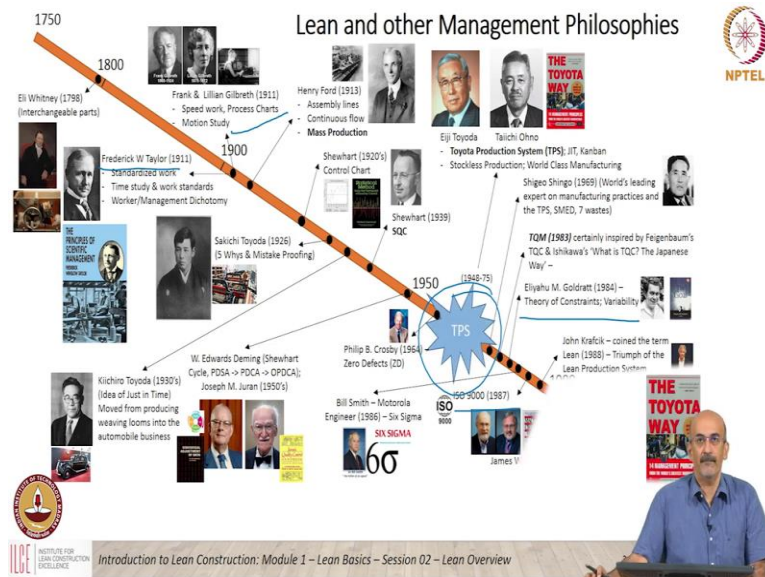 Lean and other Management Philosophies
NPTEL
1750
1800
Eli Whitney (1798)
(Interchangeable parts)
Frank & Lillian Gilbreth (1911)
- Speed work, Process Charts
- Motion Study
Henry Ford (1913)
- Assembly lines
- Continuous flow
- Mass Production
Eiji Toyoda
Taiichi Ohno
- Toyota Production System (TPS); JIT, Kanban
- Stockless Production; World Class Manufacturing
THE
TOYOTA
WAY
Frederick W Taylor (1911)
- Standardized work
- Time study & work standards
- Worker/Management Dichotomy
1900
Shewhart (1920's)
Control Chart
Shewhart (1939)
SQC
Shigeo Shingo (1969) (World's leading
expert on manufacturing practices and
the TPS, SMED, 7 wastes)
THE
PRINCIPLES OF
SCIENTIFIC
MANAGEMENT
Sakichi Toyoda (1926)
(5 Whys & Mistake Proofing)
TQM (1983) certainly inspired by Feigenbaum's
TQC & Ishikawa's 'What is TQC? The Japanese
Way' –
1950
(1948-75)
TPS
Eliyahu M. Goldratt (1984) –
Theory of Constraints; Variability
Philip B. Crosby (1964)
Zero Defects (ZD)
John Krafcik – coined the term
Lean (1988) – Triumph of the
Lean Production System
Kiichiro Toyoda (1930's)
(Idea of Just in Time)
Moved from producing
weaving looms into the
automobile business
W. Edwards Deming (Shewhart
Cycle, PDSA -> PDCA -> OPDCA);
Joseph M. Juran (1950's)
Bill Smith – Motorola
Engineer (1986) – Six Sigma
SIX SIGMA
6σ
ISO 9000 (1987)
ISO
9000
James
THE
TOYOTA
WAY
14 MANAGEMENT PRINCIPLES
ILCE
INSTITUTE FOR
LEAN CONSTRUCTION
EXCELLENCE
Introduction to Lean Construction: Module 1 – Lean Basics – Session 02 – Lean Overview